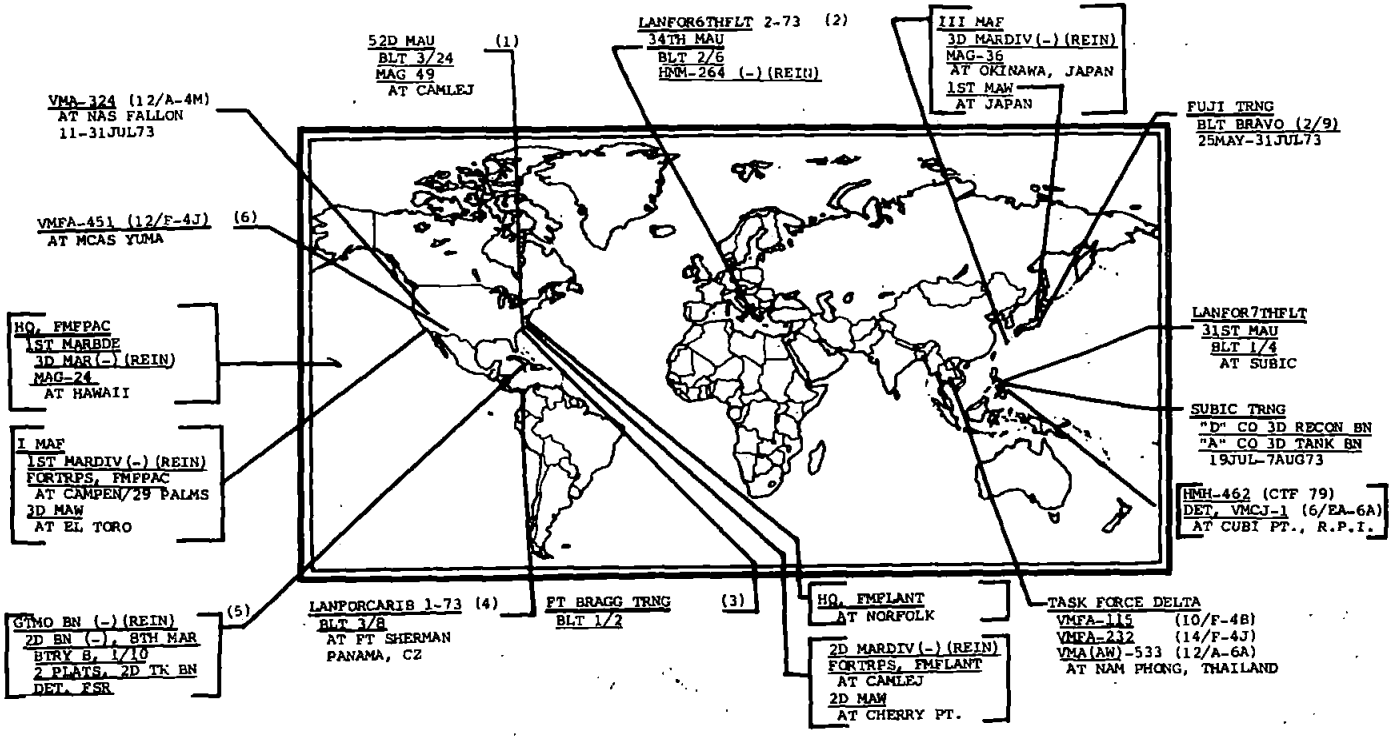 52D MAU (1)
BLT 3/24
MAG 49
AT CAMLEJ
LANFOR6THFLT 2-73 (2)
34TH MAU
BLT 2/6
HMM-264 (-)(REIN)
III MAF
3D MARDIV(-)(REIN)
MAG-36
AT OKINAWA, JAPAN
1ST MAW
AT JAPAN
VMA-324 (12/A-4M)
AT NAS FALLON
11-31JUL73
FUJI TRNG
BLT BRAVO (2/9)
25MAY-31JUL73
VMFA-451 (12/F-4J) (6)
AT MCAS YUMA
HQ, FMFPAC
1ST MARBDE
3D MAR(-)(REIN)
MAG-24
AT HAWAII
LANFOR7THFLT
31ST MAU
BLT 1/4
AT SUBIC
I MAF
1ST MARDIV(-)(REIN)
FORTRPS, FMFPAC
AT CAMPEN/29 PALMS
3D MAW
AT EL TORO
SUBIC TRNG
"D" CO 3D RECON BN
"A" CO 3D TANK BN
19JUL-7AUG73
HMH-462 (CTF 79)
DET, VMCJ-1 (6/EA-6A)
AT CUBI PT., R.P.I.
GTMO BN (-)(REIN) (5)
2D BN (-), 8TH MAR
BTRY B, 1/10
2 PLATS, 2D TK BN
DET, FSR
LANFORCARIB 1-73 (4)
BLT 3/8
AT FT SHERMAN
PANAMA, CZ
FT BRAGG TRNG (3)
BLT 1/2
HQ, FMFLANT
AT NORFOLK
2D MARDIV(-)(REIN)
FORTRPS, FMFLANT
AT CAMLEJ
2D MAW
AT CHERRY PT.
TASK FORCE DELTA
VMFA-115 (10/F-4B)
VMFA-232 (14/F-4J)
VMA(AW)-533 (12/A-6A)
AT NAM PHONG, THAILAND